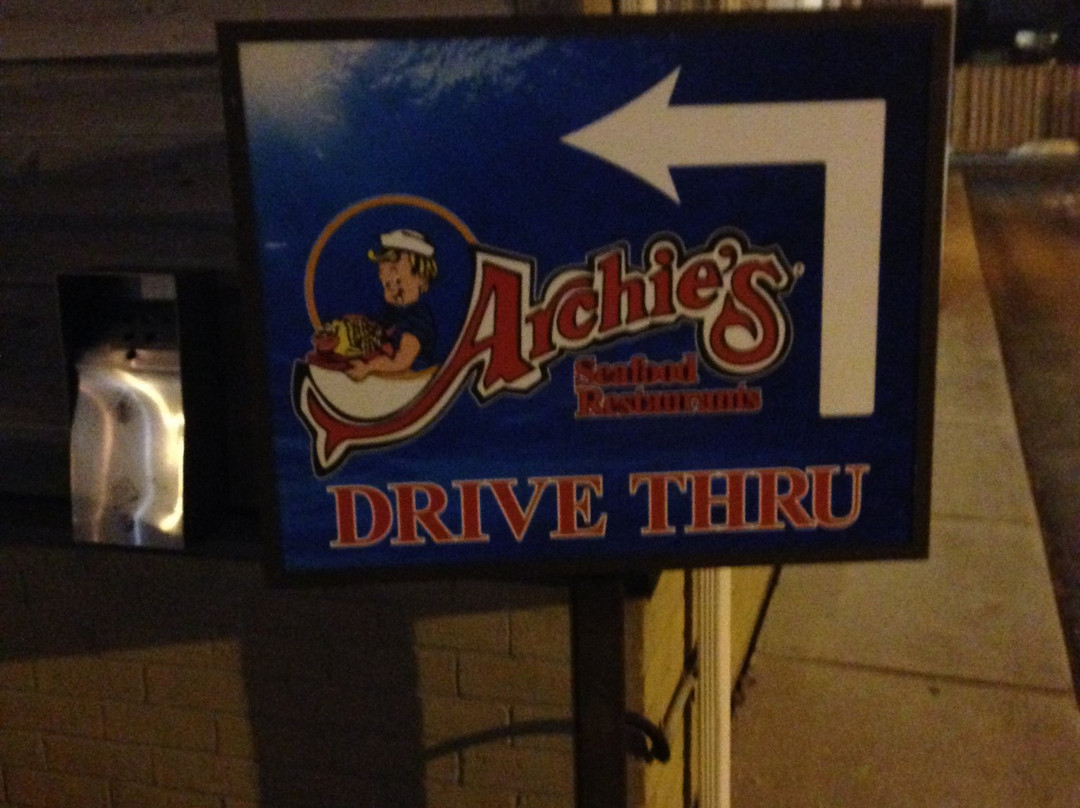 Archie's
Seafood
Restaurants
DRIVE THRU